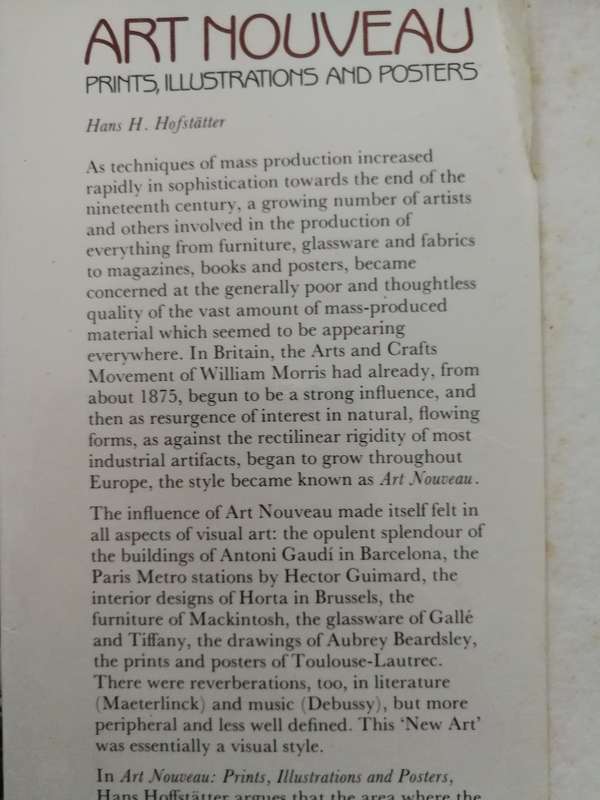 ART NOUVEAU
PRINTS, ILLUSTRATIONS AND POSTERS
Hans H. Hofstätter
As techniques of mass production increased
rapidly in sophistication towards the end of the
nineteenth century, a growing number of artists
and others involved in the production of
everything from furniture, glassware and fabrics
to magazines, books and posters, became
concerned at the generally poor and thoughtless
quality of the vast amount of mass-produced
material which seemed to be appearing
everywhere. In Britain, the Arts and Crafts
Movement of William Morris had already, from
about 1875, begun to be a strong influence, and
then as resurgence of interest in natural, flowing
forms, as against the rectilinear rigidity of most
industrial artifacts, began to grow throughout
Europe, the style became known as Art Nouveau.
The influence of Art Nouveau made itself felt in
all aspects of visual art: the opulent splendour of
the buildings of Antoni Gaudí in Barcelona, the
Paris Metro stations by Hector Guimard, the
interior designs of Horta in Brussels, the
furniture of Mackintosh, the glassware of Gallé
and Tiffany, the drawings of Aubrey Beardsley,
the prints and posters of Toulouse-Lautrec.
There were reverberations, too, in literature
(Maeterlinck) and music (Debussy), but more
peripheral and less well defined. This ‘New Art’
was essentially a visual style.
In Art Nouveau: Prints, Illustrations and Posters,
Hans Hoffstätter argues that the area where the